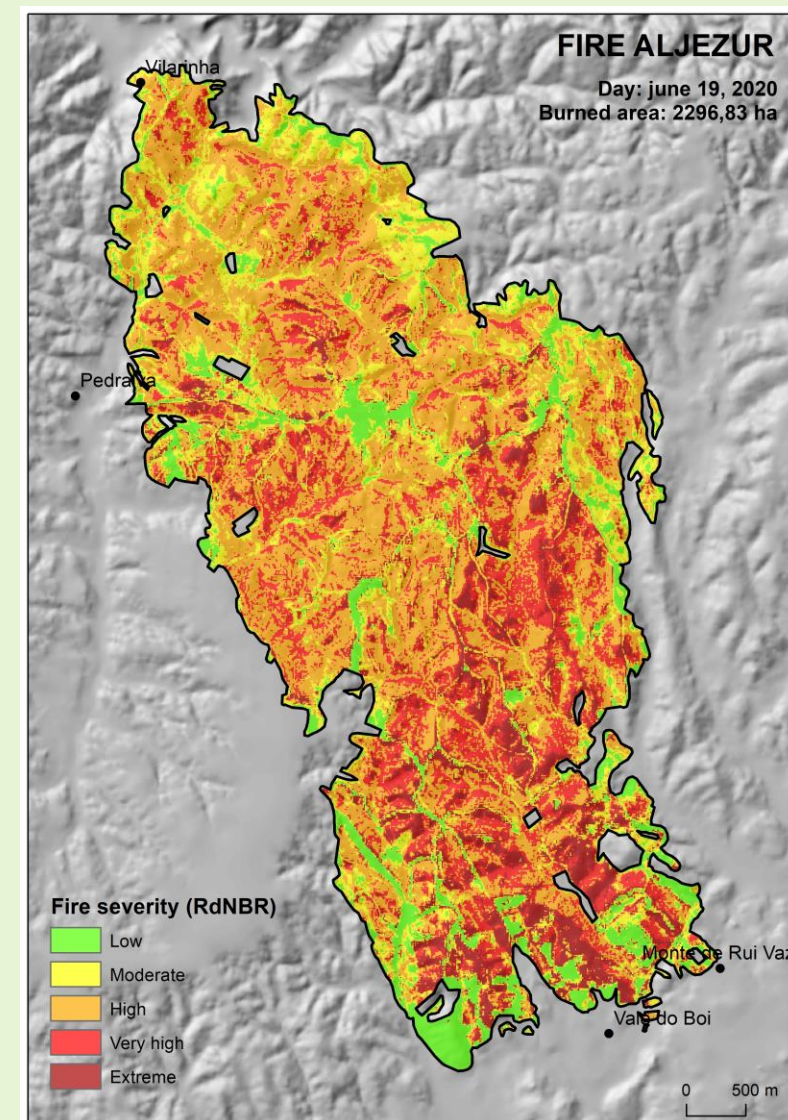 FIRE ALJEZUR
Day: june 19, 2020
Burned area: 2296,83 ha
Vilarinha
Monte de Rui Vaz
Vale do Boi
Fire severity (RdNBR)
Low
Moderate
High
Very high
Extreme
0 500 m